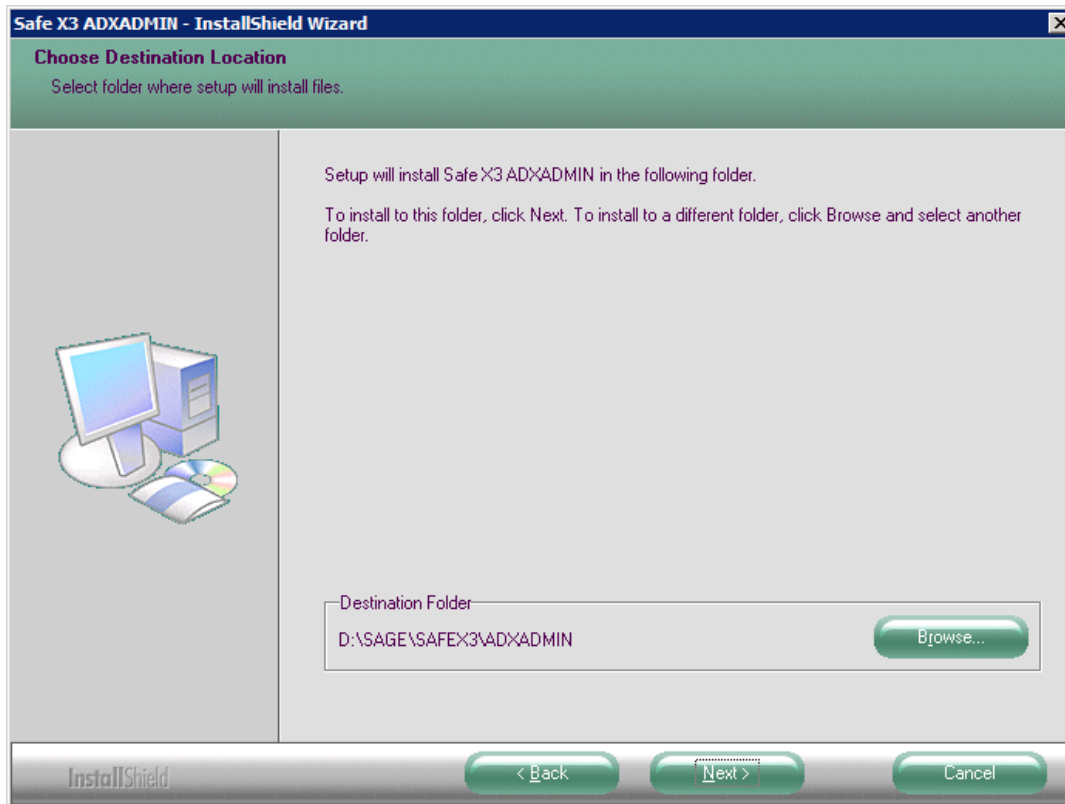 Safe X3 ADXADMIN - InstallShield Wizard
Choose Destination Location
Select folder where setup will install files.
Setup will install Safe X3 ADXADMIN in the following folder.
To install to this folder, click Next. To install to a different folder, click Browse and select another
folder.
Destination Folder
D:\SAGE\SAFEX3\ADXADMIN
Browse...
InstallShield
< Back
Next >
Cancel